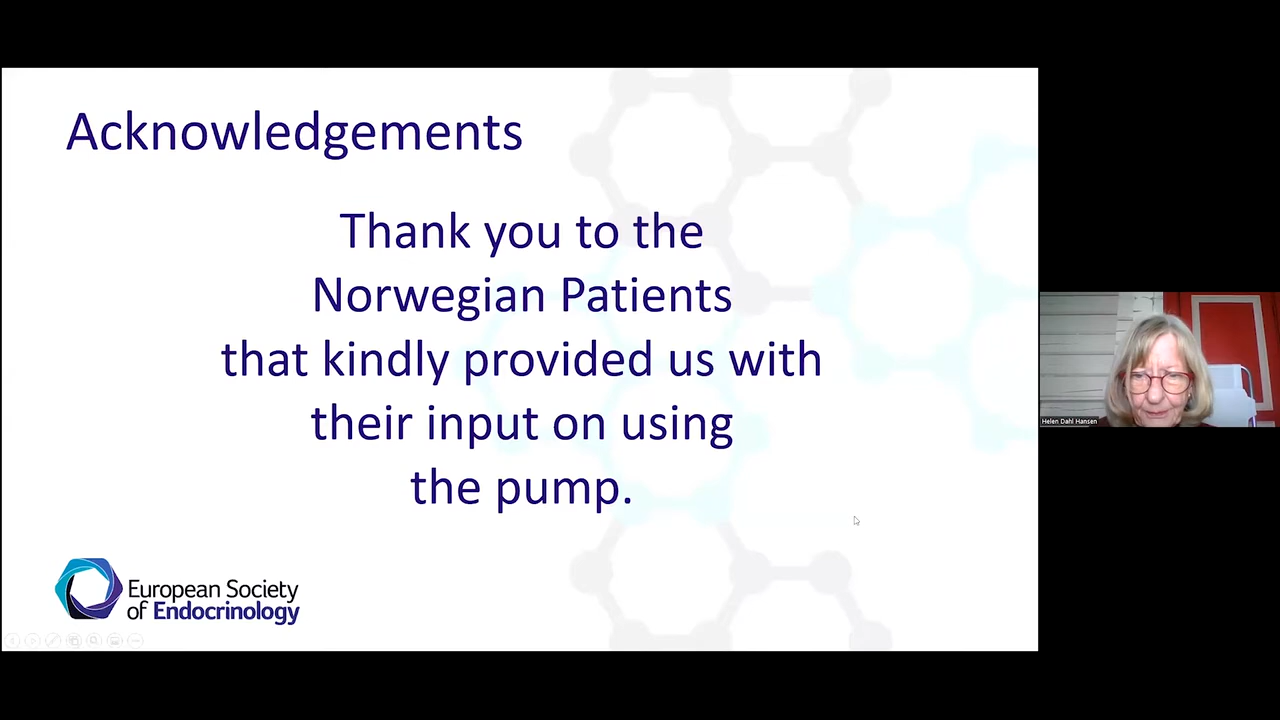 Acknowledgements
Thank you to the
Norwegian Patients
that kindly provided us with
their input on using
the pump.
European Society
of Endocrinology
Helen Dahl Hansen